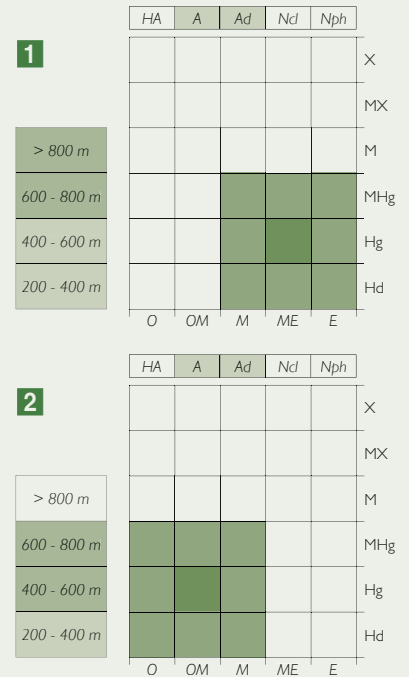 HA A Ad Ncl Nph
1
X
MX
> 800 m M
600 - 800 m MHg
400 - 600 m Hg
200 - 400 m Hd
O OM M ME E
HA A Ad Ncl Nph
2
X
MX
> 800 m M
600 - 800 m MHg
400 - 600 m Hg
200 - 400 m Hd
O OM M ME E